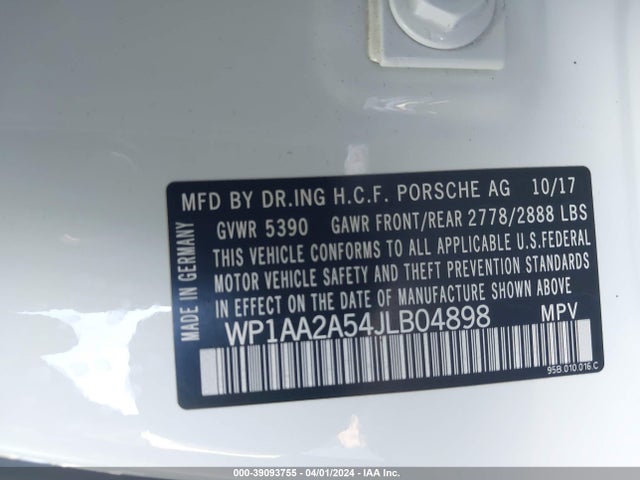 MFD BY DR.ING H.C.F. PORSCHE AG 10/17
GVWR 5390 GAWR FRONT/REAR 2778/2888 LBS
THIS VEHICLE CONFORMS TO ALL APPLICABLE U.S.FEDERAL
MOTOR VEHICLE SAFETY AND THEFT PREVENTION STANDARDS
IN EFFECT ON THE DATE OF MANUFACTURE SHOWN ABOVE
WP1AA2A54JLB04898 MPV
MADE IN GERMANY
95B.010.016.C
000-39093755 / 04/01/2024 / IAA Inc.